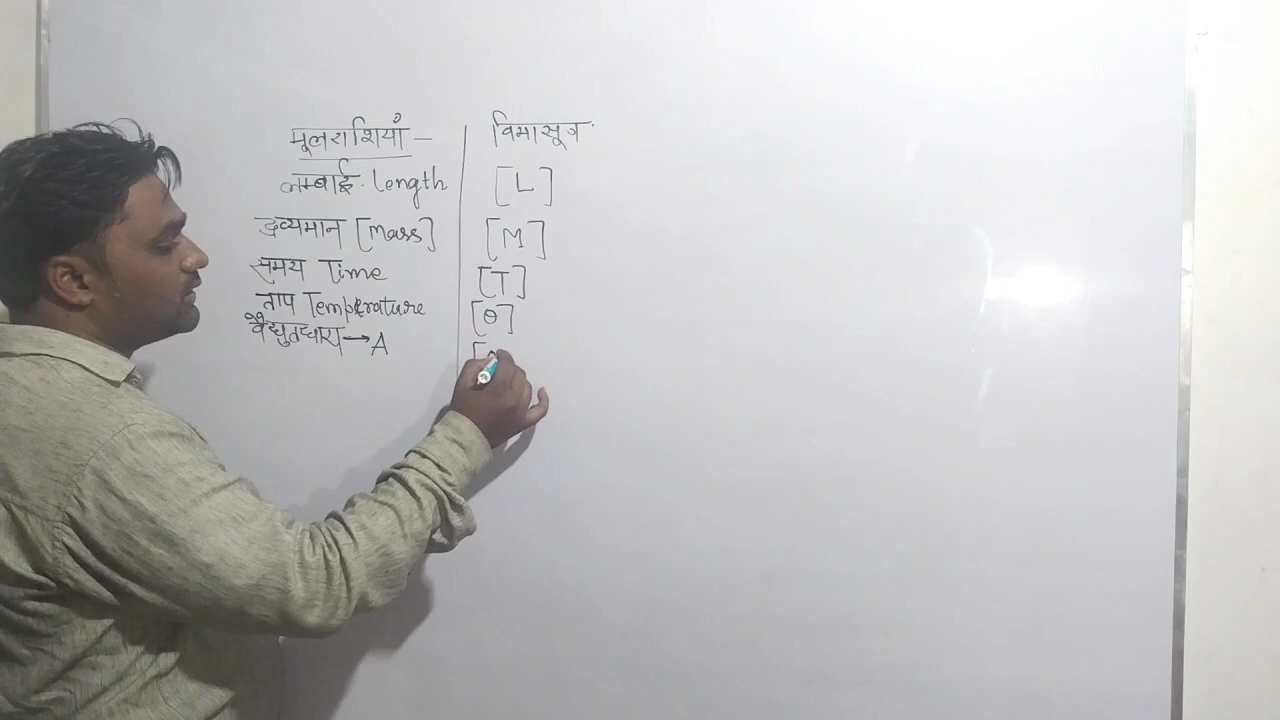 मूलराशियाँ – विमासूत्र
लम्बाई. Length [L]
द्रव्यमान [Mass] [M]
समय Time [T]
ताप Temperature [θ]
वैद्युतधारा → A [